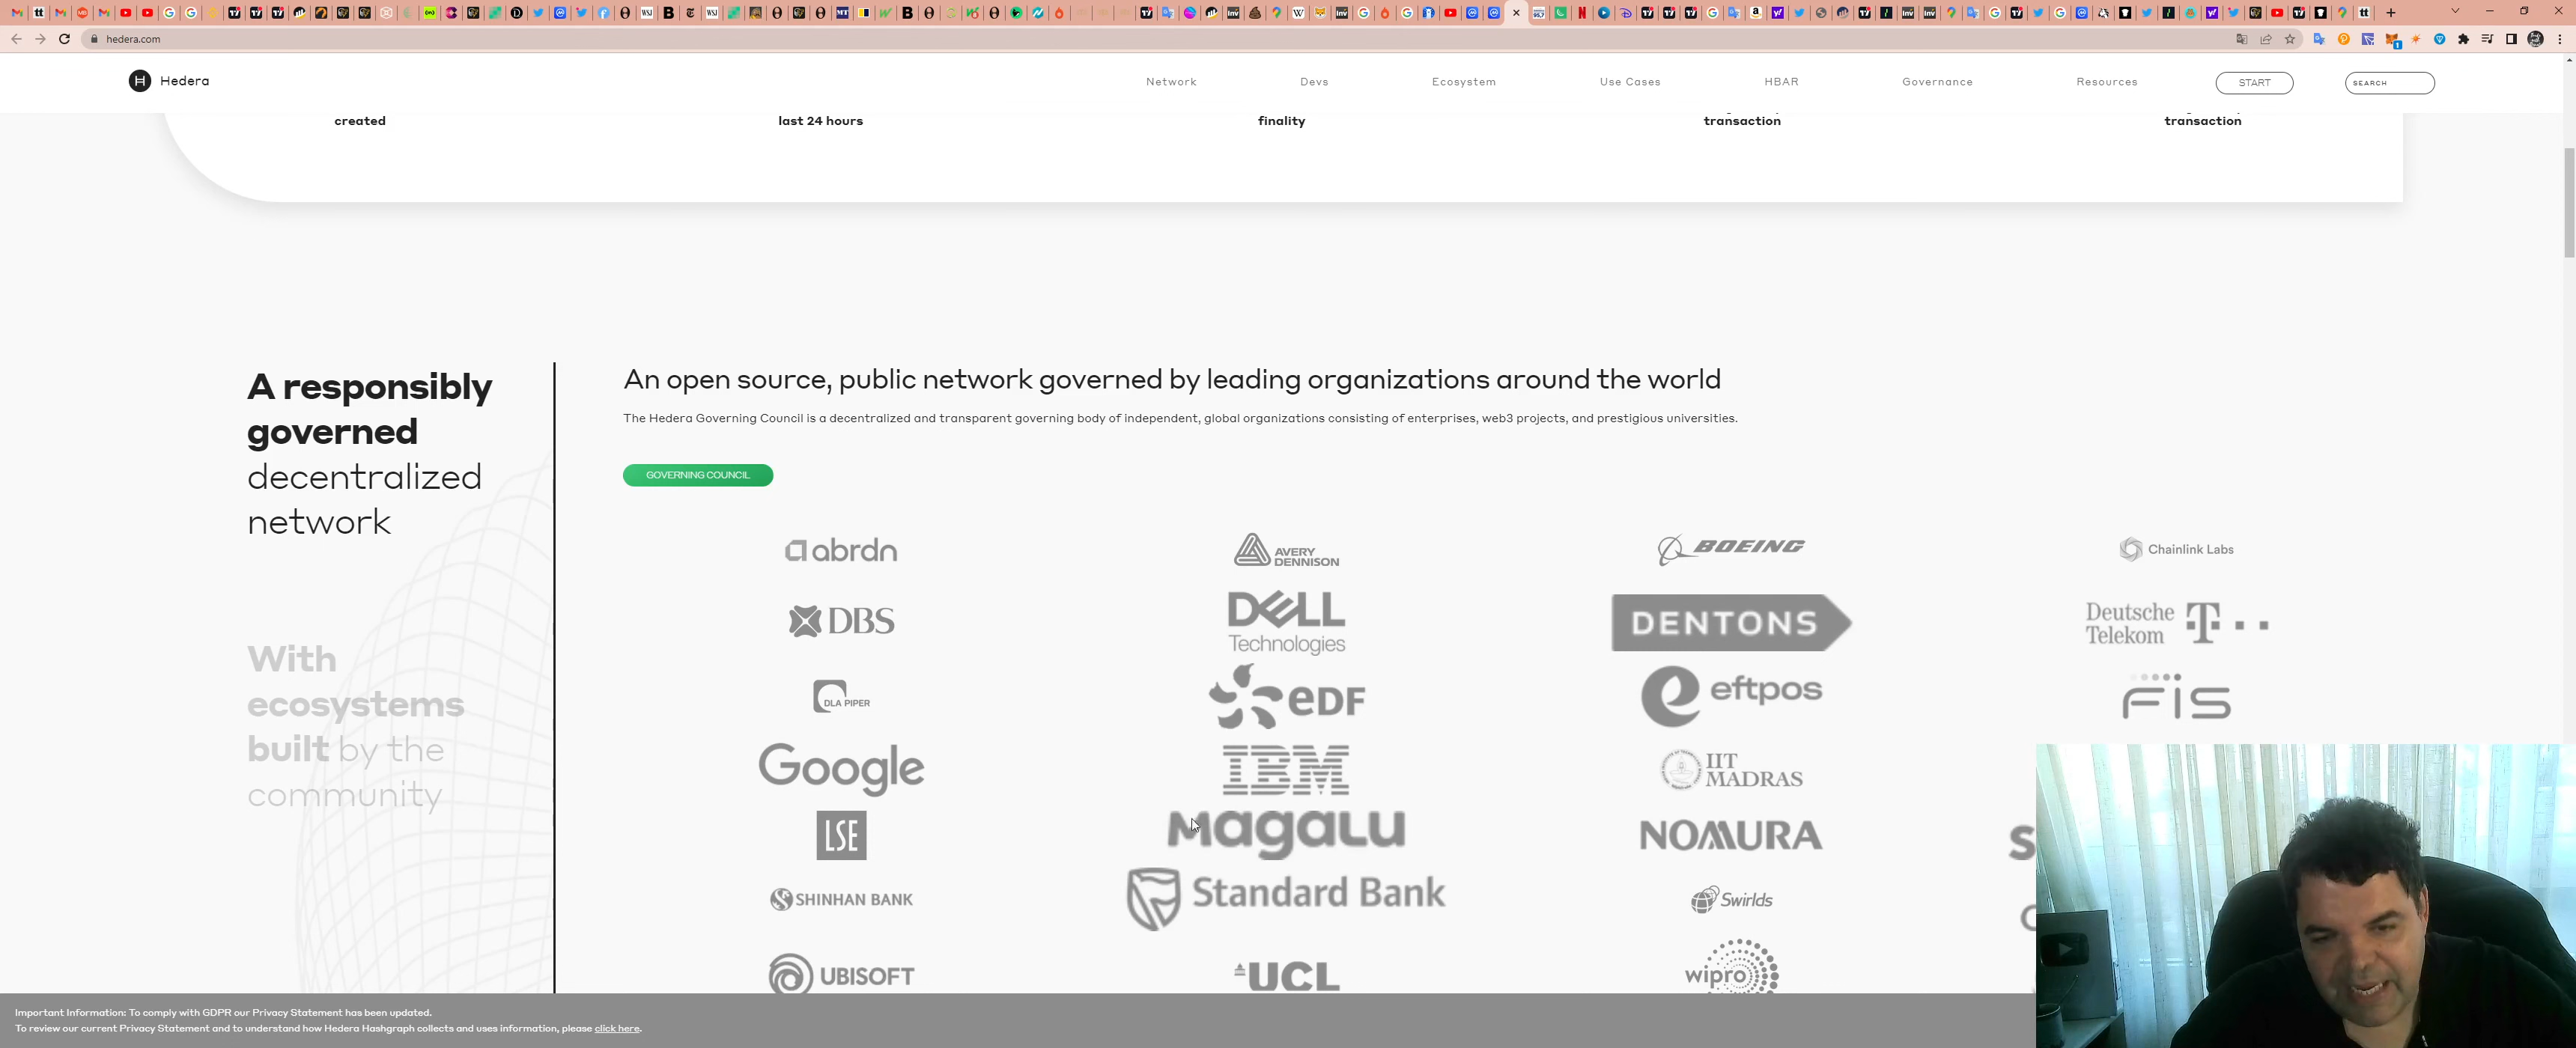 hedera.com
Hedera
Network
Devs
Ecosystem
Use Cases
HBAR
Governance
Resources
START
SEARCH
created
last 24 hours
finality
transaction
transaction
A responsibly
governed
decentralized
network
With
ecosystems
built by the
community
An open source, public network governed by leading organizations around the world
The Hedera Governing Council is a decentralized and transparent governing body of independent, global organizations consisting of enterprises, web3 projects, and prestigious universities.
GOVERNING COUNCIL
abrdn
AVERY
DENNISON
BOEING
Chainlink Labs
DBS
DELL
Technologies
DENTONS
Deutsche
Telekom
DLA PIPER
eDF
eftpos
FIS
Google
IBM
IIT
MADRAS
LSE
MagaLu
NOMURA
SHINHAN BANK
Standard Bank
Swirlds
UBISOFT
UCL
wipro
Important Information: To comply with GDPR our Privacy Statement has been updated.
To review our current Privacy Statement and to understand how Hedera Hashgraph collects and uses information, please click here.